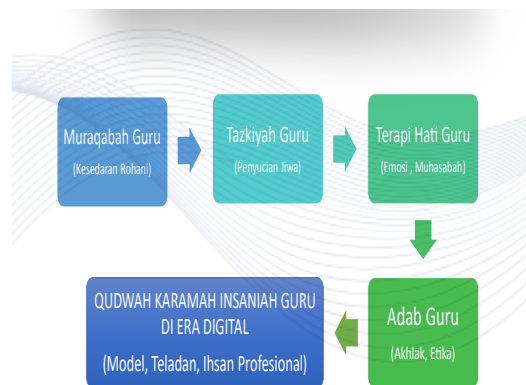 Muraqabah Guru
(Kesedaran Rohani)
Tazkiyah Guru
(Penyucian Jiwa)
Terapi Hati Guru
(Emosi , Muhasabah)
Adab Guru
(Akhlak, Etika)
QUDWAH KARAMAH INSANIAH GURU
DI ERA DIGITAL
(Model, Teladan, Ihsan Profesional)